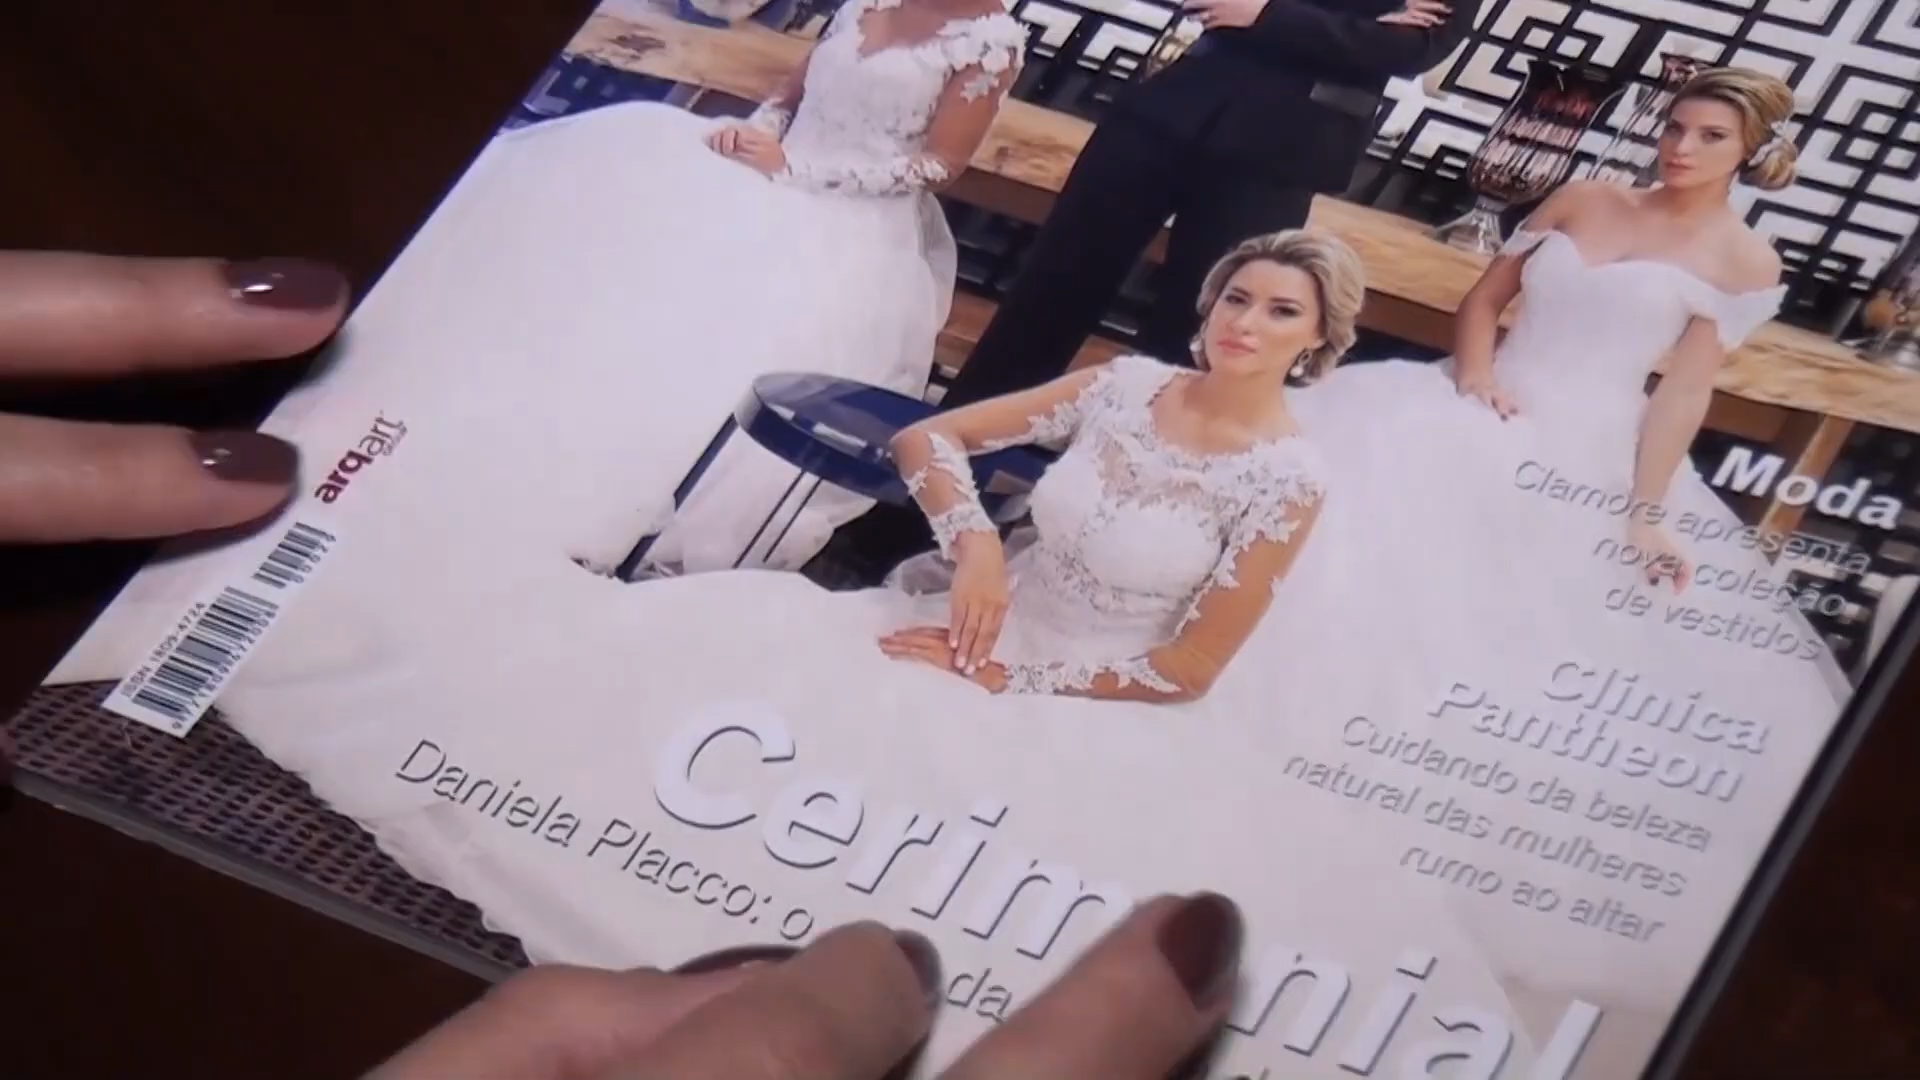 Moda
Clamore apresenta
nova coleção
de vestidos
Clínica
Pantheon
Cuidando da beleza
natural das mulheres
rumo ao altar
arqart
ISSN 1809-4724
Daniela Placco: o
da